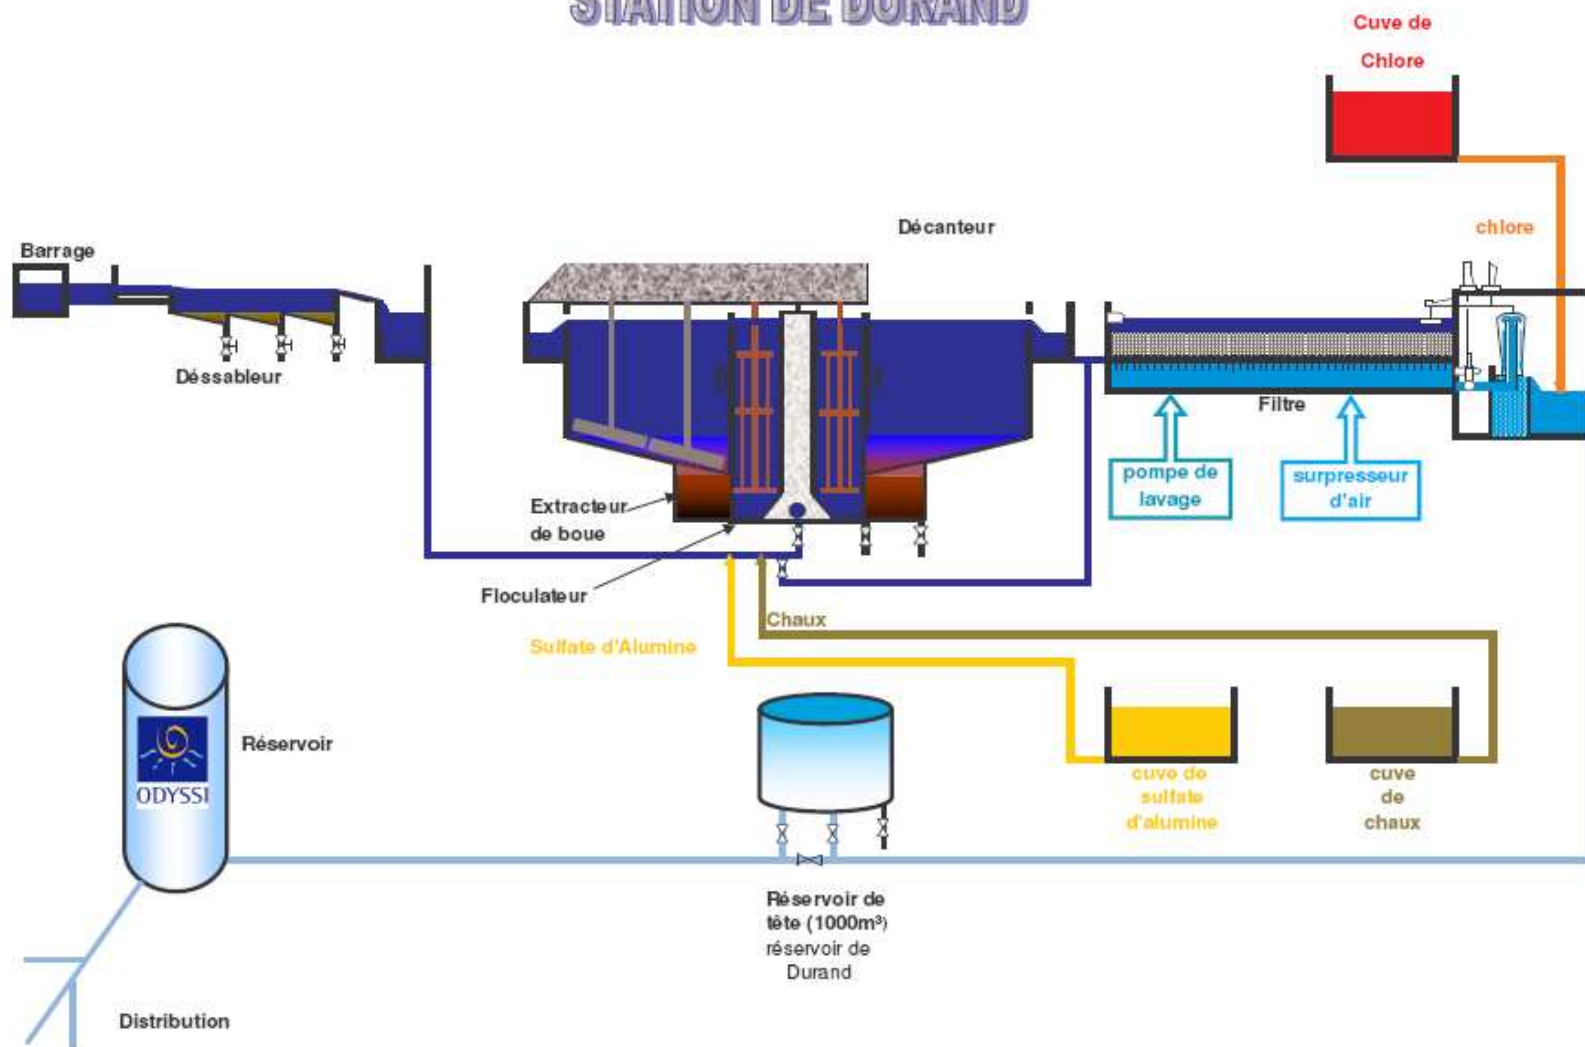 STATION DE DURAND
Cuve de
Chlore
Décanteur
chlore
Barrage
Déssableur
Filtre
pompe de
lavage
surpresseur
d'air
Extracteur
de boue
Floculateur
Chaux
Sulfate d'Alumine
Réservoir
ODYSSI
cuve de
sulfate
d'alumine
cuve
de
chaux
Réservoir de
tête (1000m³)
réservoir de
Durand
Distribution